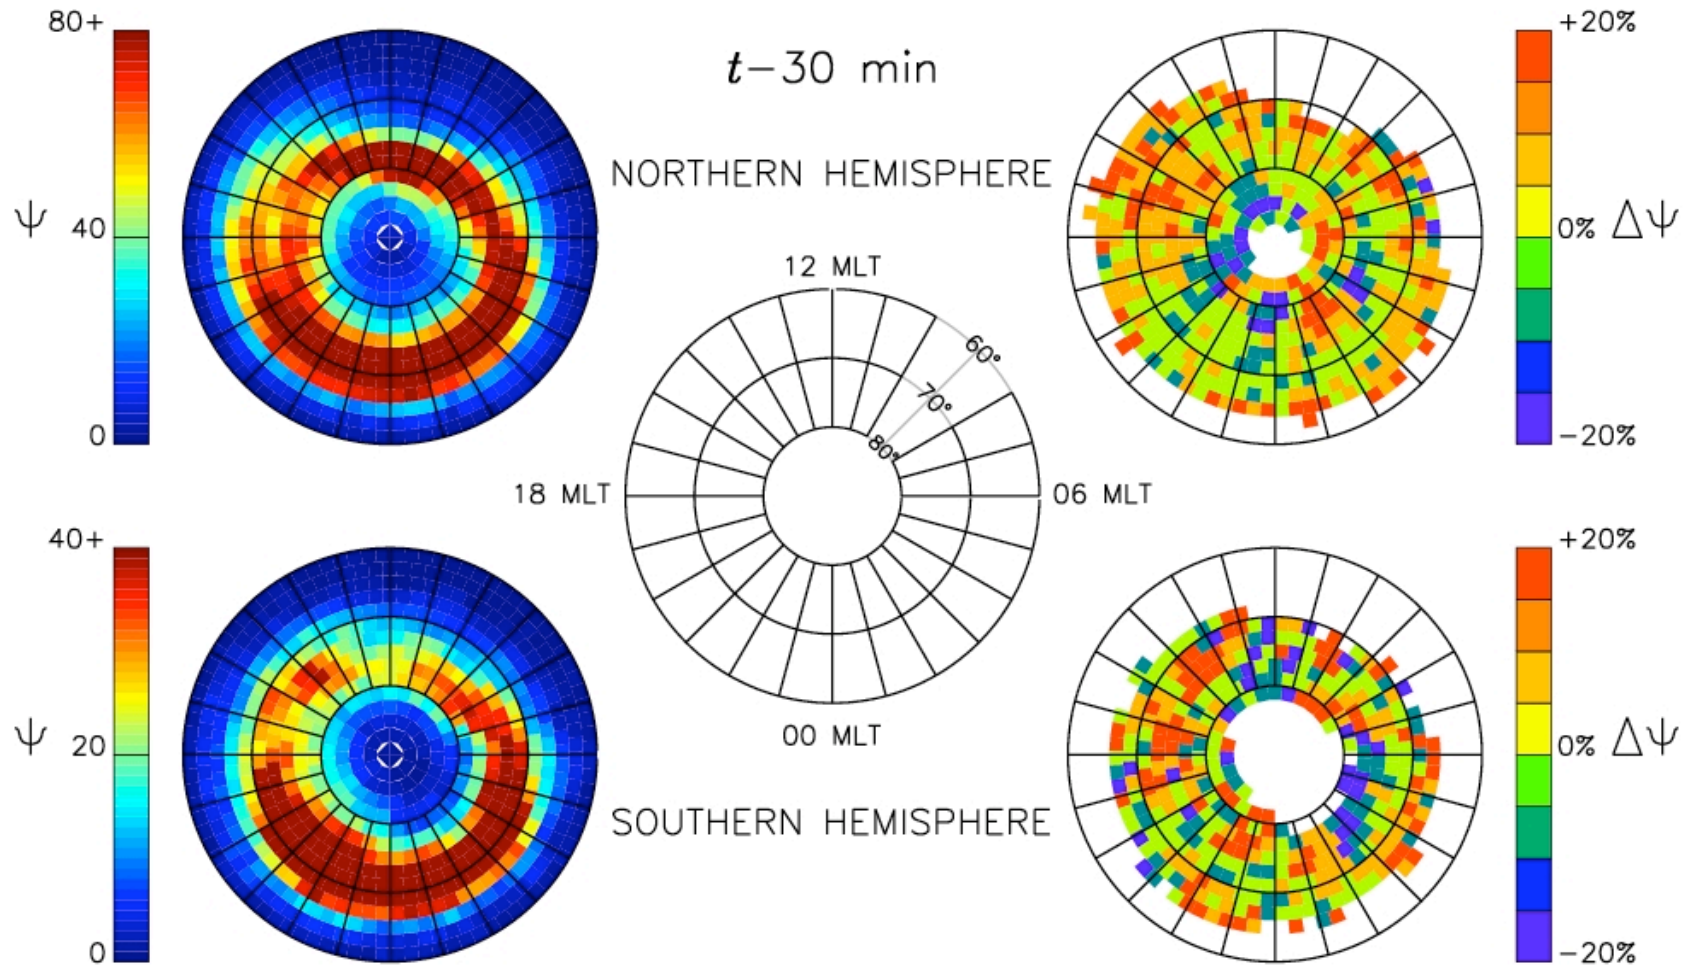 80+
+20%
t−30 min
NORTHERN HEMISPHERE
ψ
40
0%
Δψ
12 MLT
0
−20%
60°
70°
80°
18 MLT
06 MLT
40+
+20%
00 MLT
ψ
20
0%
Δψ
SOUTHERN HEMISPHERE
0
−20%